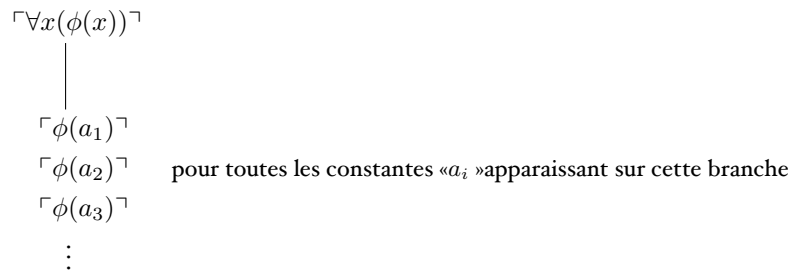 ⌜∀x(ϕ(x))⌝
⌜ϕ(a₁)⌝
⌜ϕ(a₂)⌝ pour toutes les constantes «aᵢ »apparaissant sur cette branche
⌜ϕ(a₃)⌝
⋮